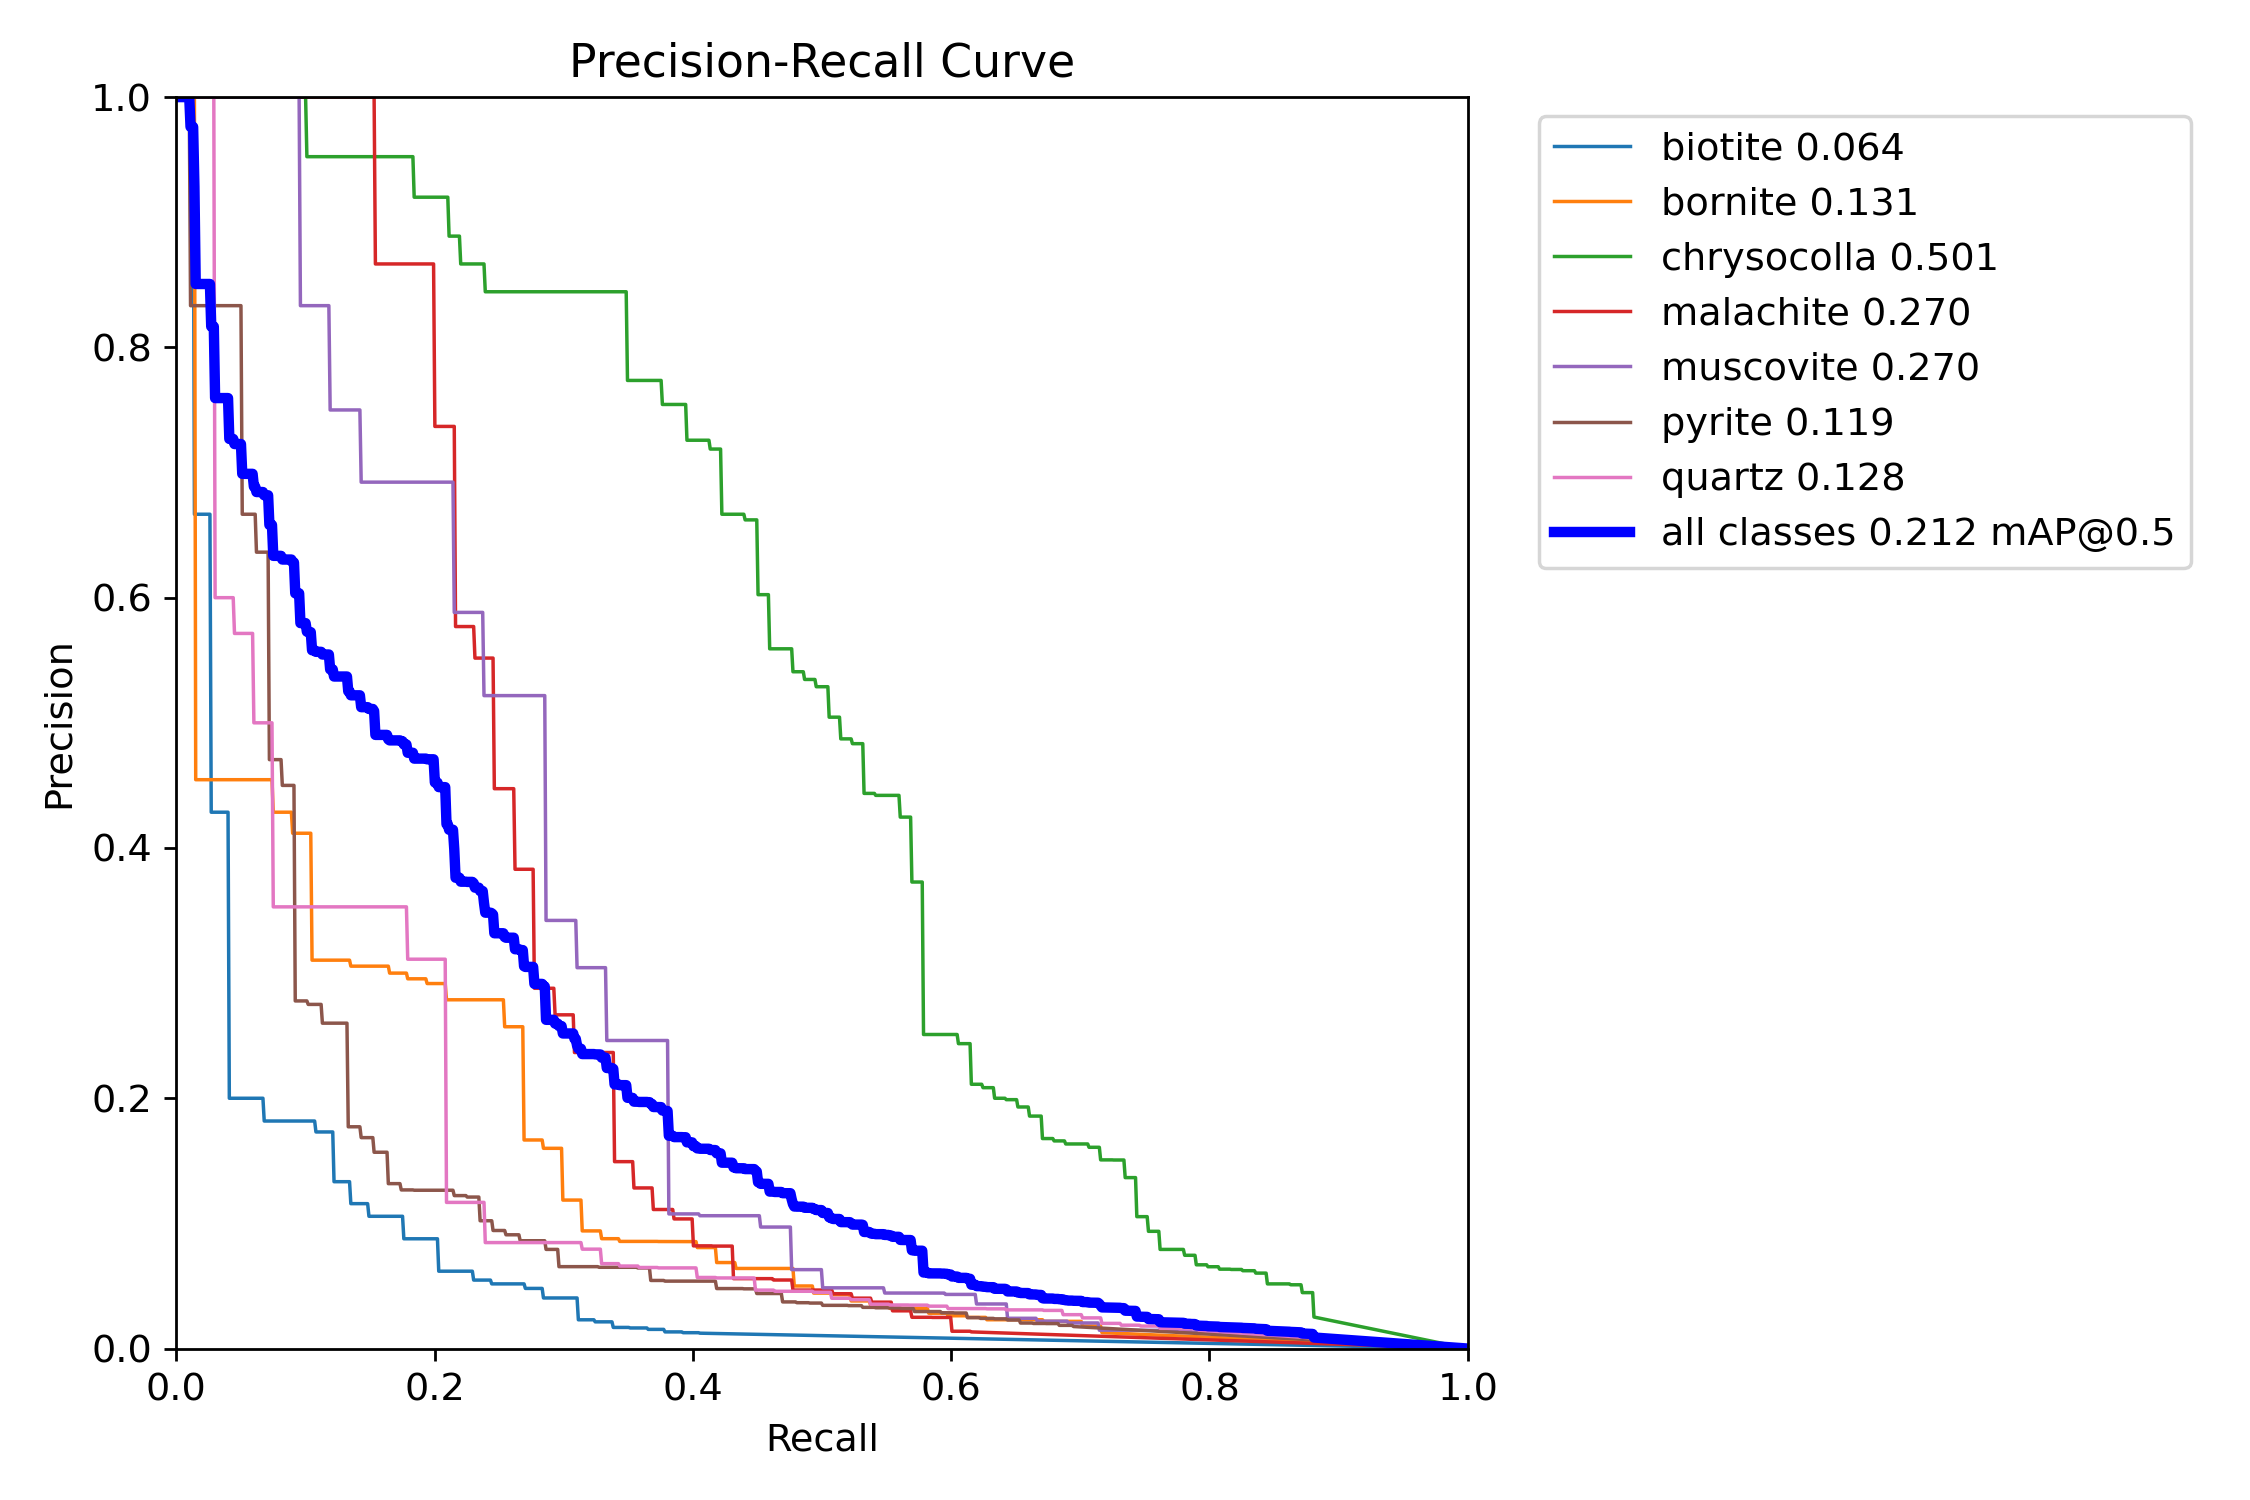 Precision-Recall Curve
1.0
0.8
0.6
0.4
0.2
0.0
Precision
0.0 0.2 0.4 0.6 0.8 1.0
Recall
biotite 0.064
bornite 0.131
chrysocolla 0.501
malachite 0.270
muscovite 0.270
pyrite 0.119
quartz 0.128
all classes 0.212 mAP@0.5